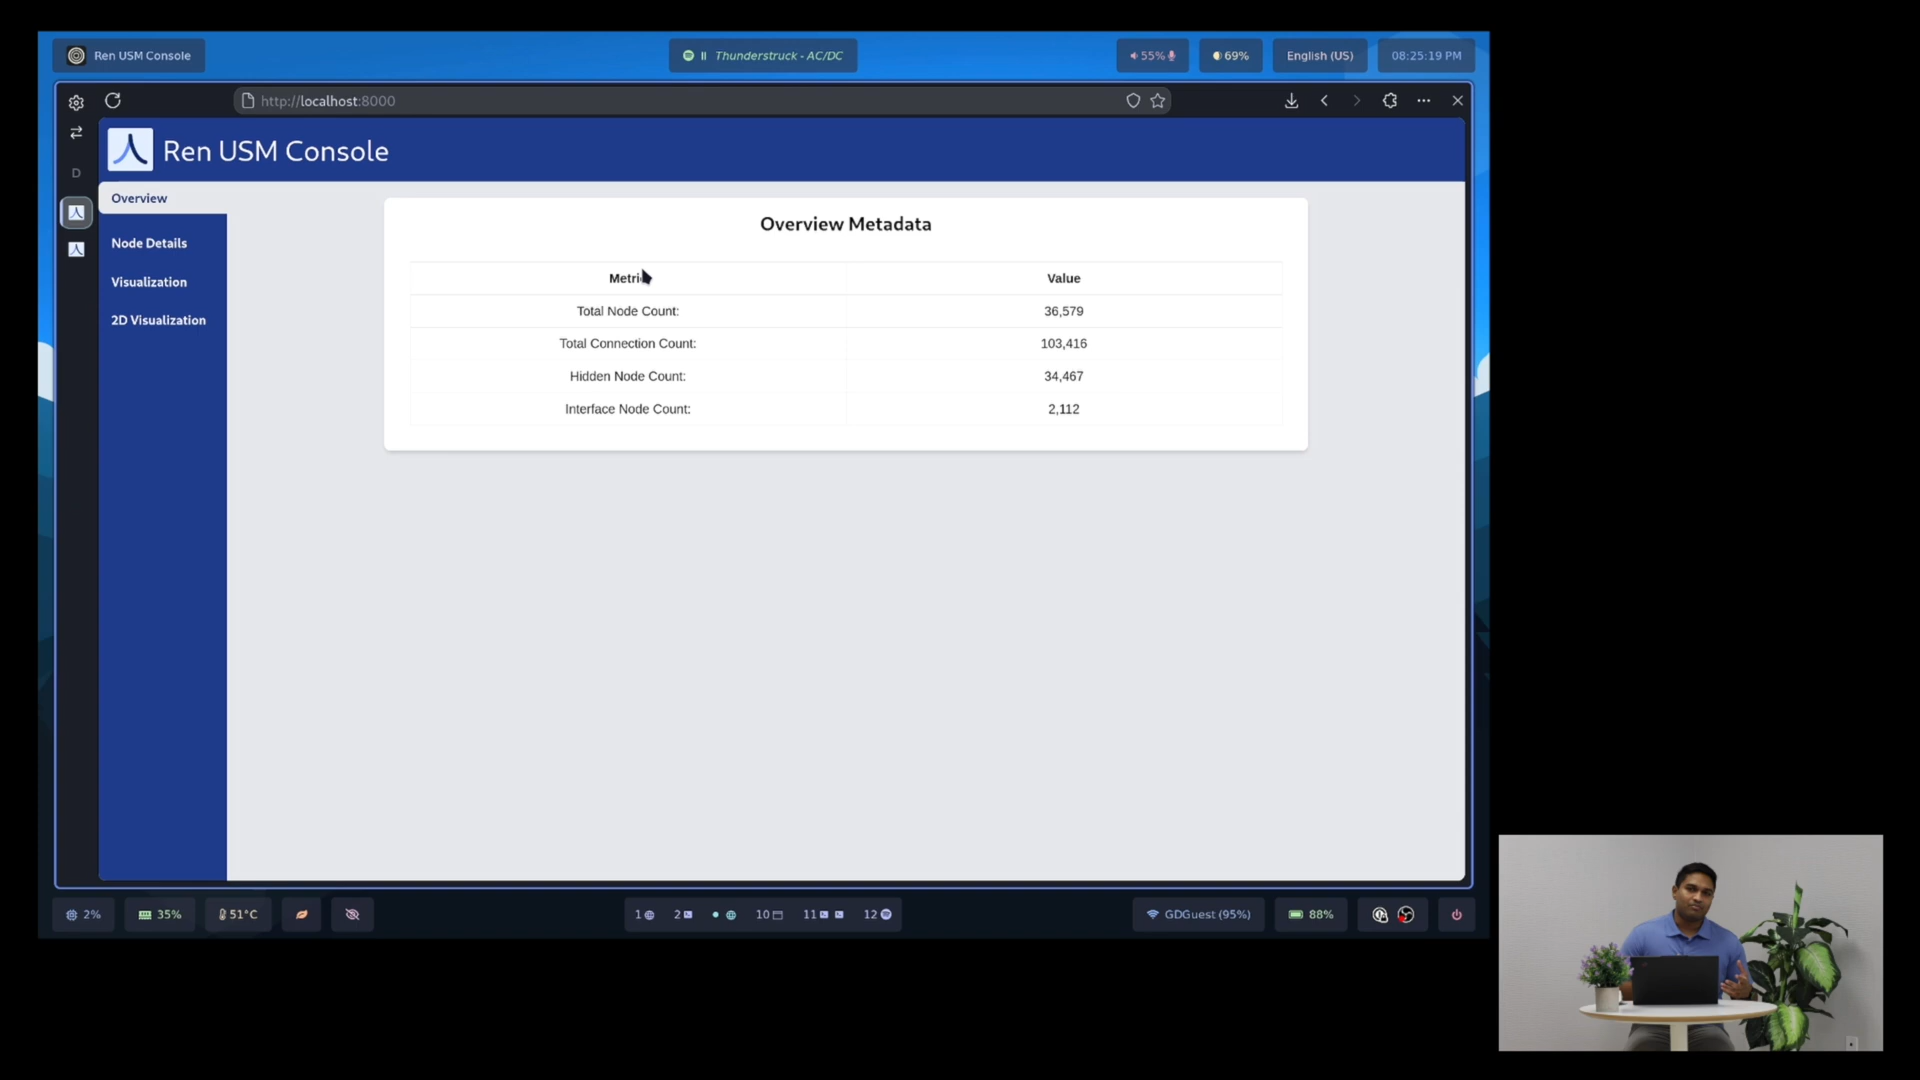 Ren USM Console
Thunderstruck - AC/DC
55%
69%
English (US)
08:25:19 PM
http://localhost:8000
D
人 Ren USM Console
Overview
Node Details
Visualization
2D Visualization
Overview Metadata
Metri Value
Total Node Count: 36,579
Total Connection Count: 103,416
Hidden Node Count: 34,467
Interface Node Count: 2,112
2%
35%
51°C
1
2
10
11
12
GDGuest (95%)
88%